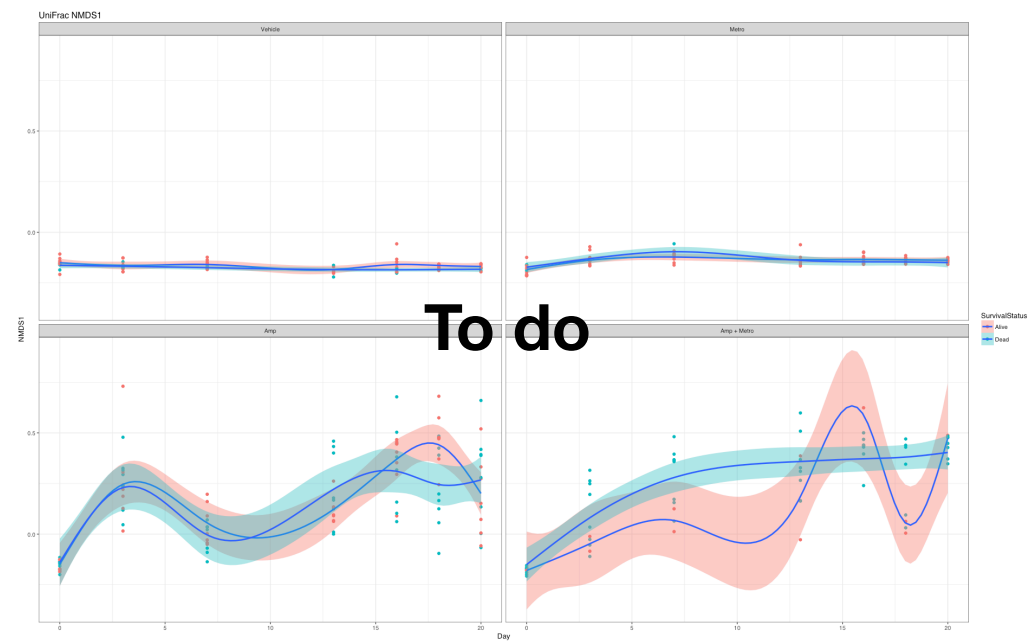 UniFrac NMDS1
Vehicle
Metro
0.5
0.0
To do
Amp
Amp + Metro
0.5
0.0
NMDS1
0
5
10
15
20
0
5
10
15
20
Day
SurvivalStatus
Alive
Dead